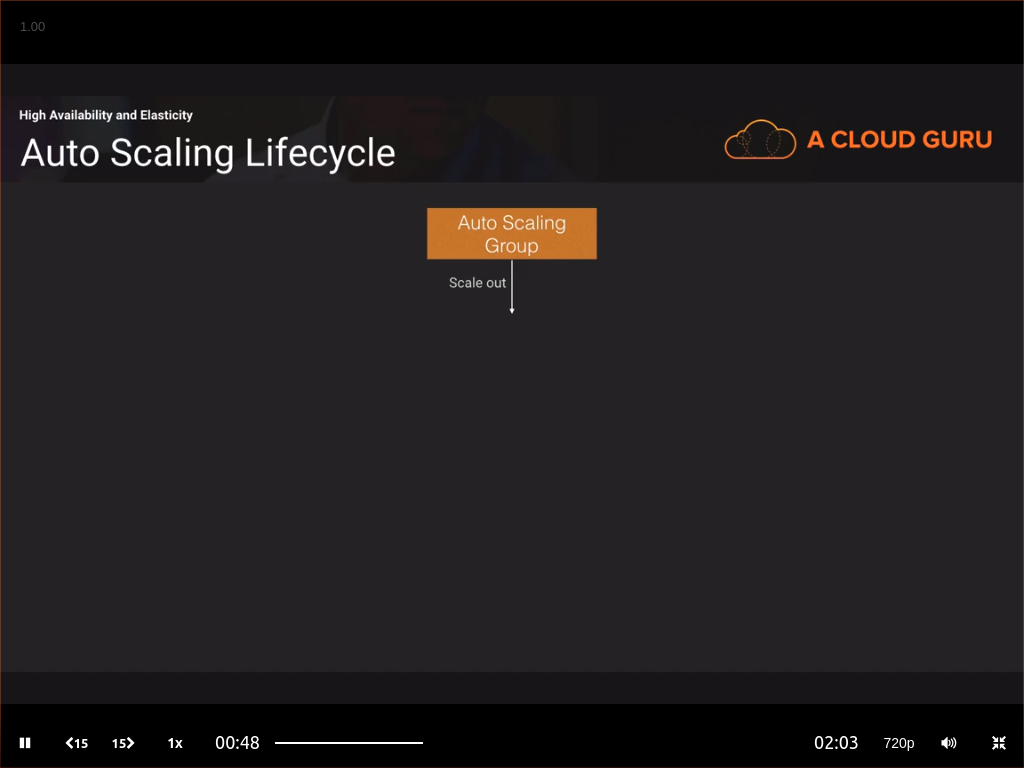 1.00
High Availability and Elasticity
Auto Scaling Lifecycle
A CLOUD GURU
Auto Scaling
Group
Scale out
15 15 1x 00:48 02:03 720p